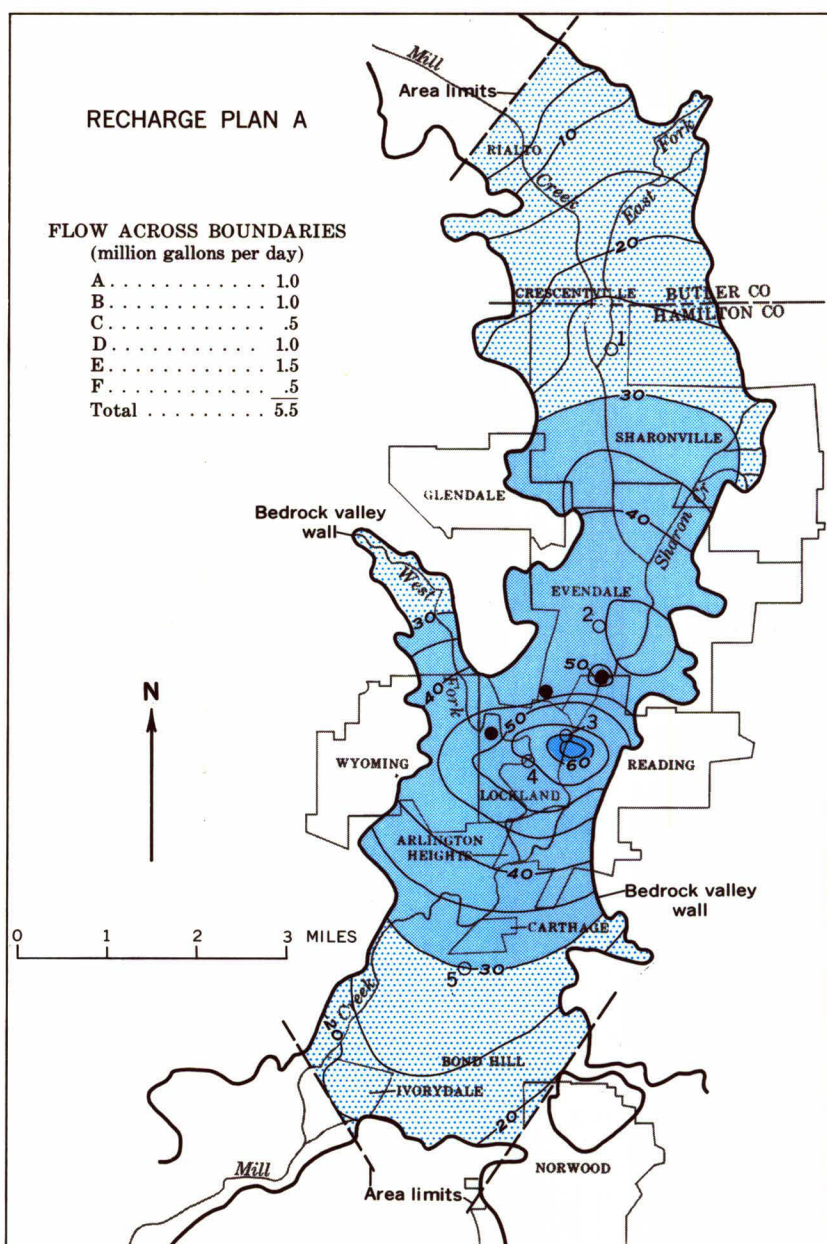 RECHARGE PLAN A
FLOW ACROSS BOUNDARIES
(million gallons per day)
A . . . . . . . . . . . . 1.0
B . . . . . . . . . . . . 1.0
C . . . . . . . . . . . . .5
D . . . . . . . . . . . 1.0
E . . . . . . . . . . . . 1.5
F . . . . . . . . . . . . .5
Total . . . . . . . . . 5.5
Mill
Area limits
RIALTO
10
Fork
Creek
East
20
CRESCENTVILLE
BUTLER CO
HAMILTON CO
1
30
SHARONVILLE
GLENDALE
40
Sharon Cr
Bedrock valley
wall
West
EVENDALE
30
2
N
40
Fork
50
50
3
WYOMING
4
60
READING
LOCKLAND
ARLINGTON
HEIGHTS
40
Bedrock valley
wall
CARTHAGE
0 1 2 3 MILES
5
30
Creek
20
BOND HILL
IVORYDALE
20
NORWOOD
Mill
Area limits